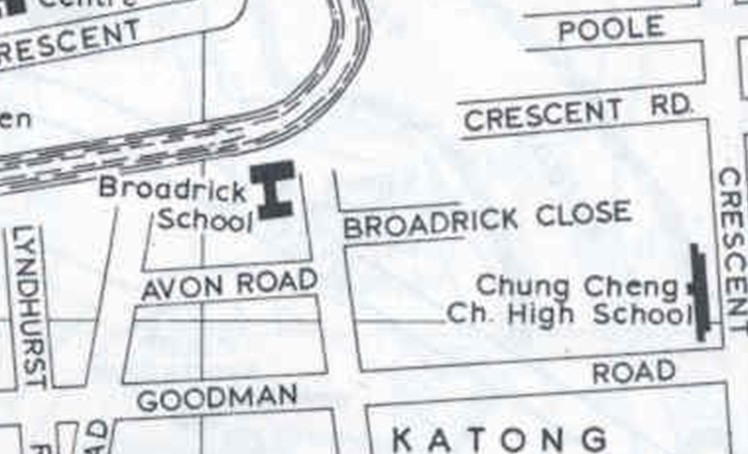 Centre
RESCENT
POOLE
CRESCENT RD.
en
Broadrick
School
BROADRICK CLOSE
LYNDHURST
CRESCENT
AVON ROAD
Chung Cheng
Ch. High School
ROAD
GOODMAN
AD
KATONG